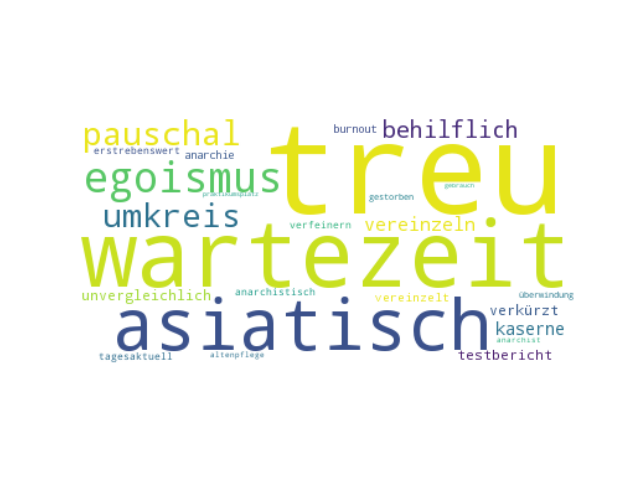 pauschal
burnout
behilflich
treu
erstrebenswert
anarchie
egoismus
praktikumsplatz
gebrauch
gestorben
umkreis
verfeinern
vereinzeln
wartezeit
unvergleichlich
anarchistisch
vereinzelt
überwindung
asiatisch
verkürzt
kaserne
anarchist
tagesaktuell
altenpflege
testbericht